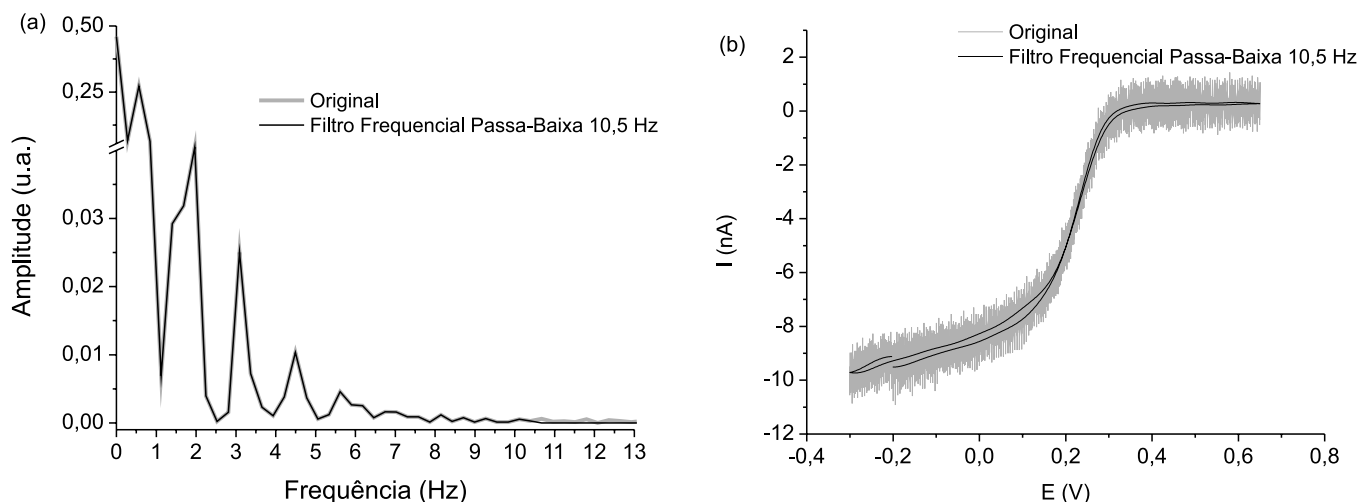 (a)
0,50
0,25
0,03
0,02
0,01
0,00
Amplitude (u.a.)
Original
Filtro Frequencial Passa-Baixa 10,5 Hz
0 1 2 3 4 5 6 7 8 9 10 11 12 13
Frequência (Hz)
(b)
Original
Filtro Frequencial Passa-Baixa 10,5 Hz
2
0
-2
-4
-6
-8
-10
-12
I (nA)
-0,4 -0,2 0,0 0,2 0,4 0,6 0,8
E (V)